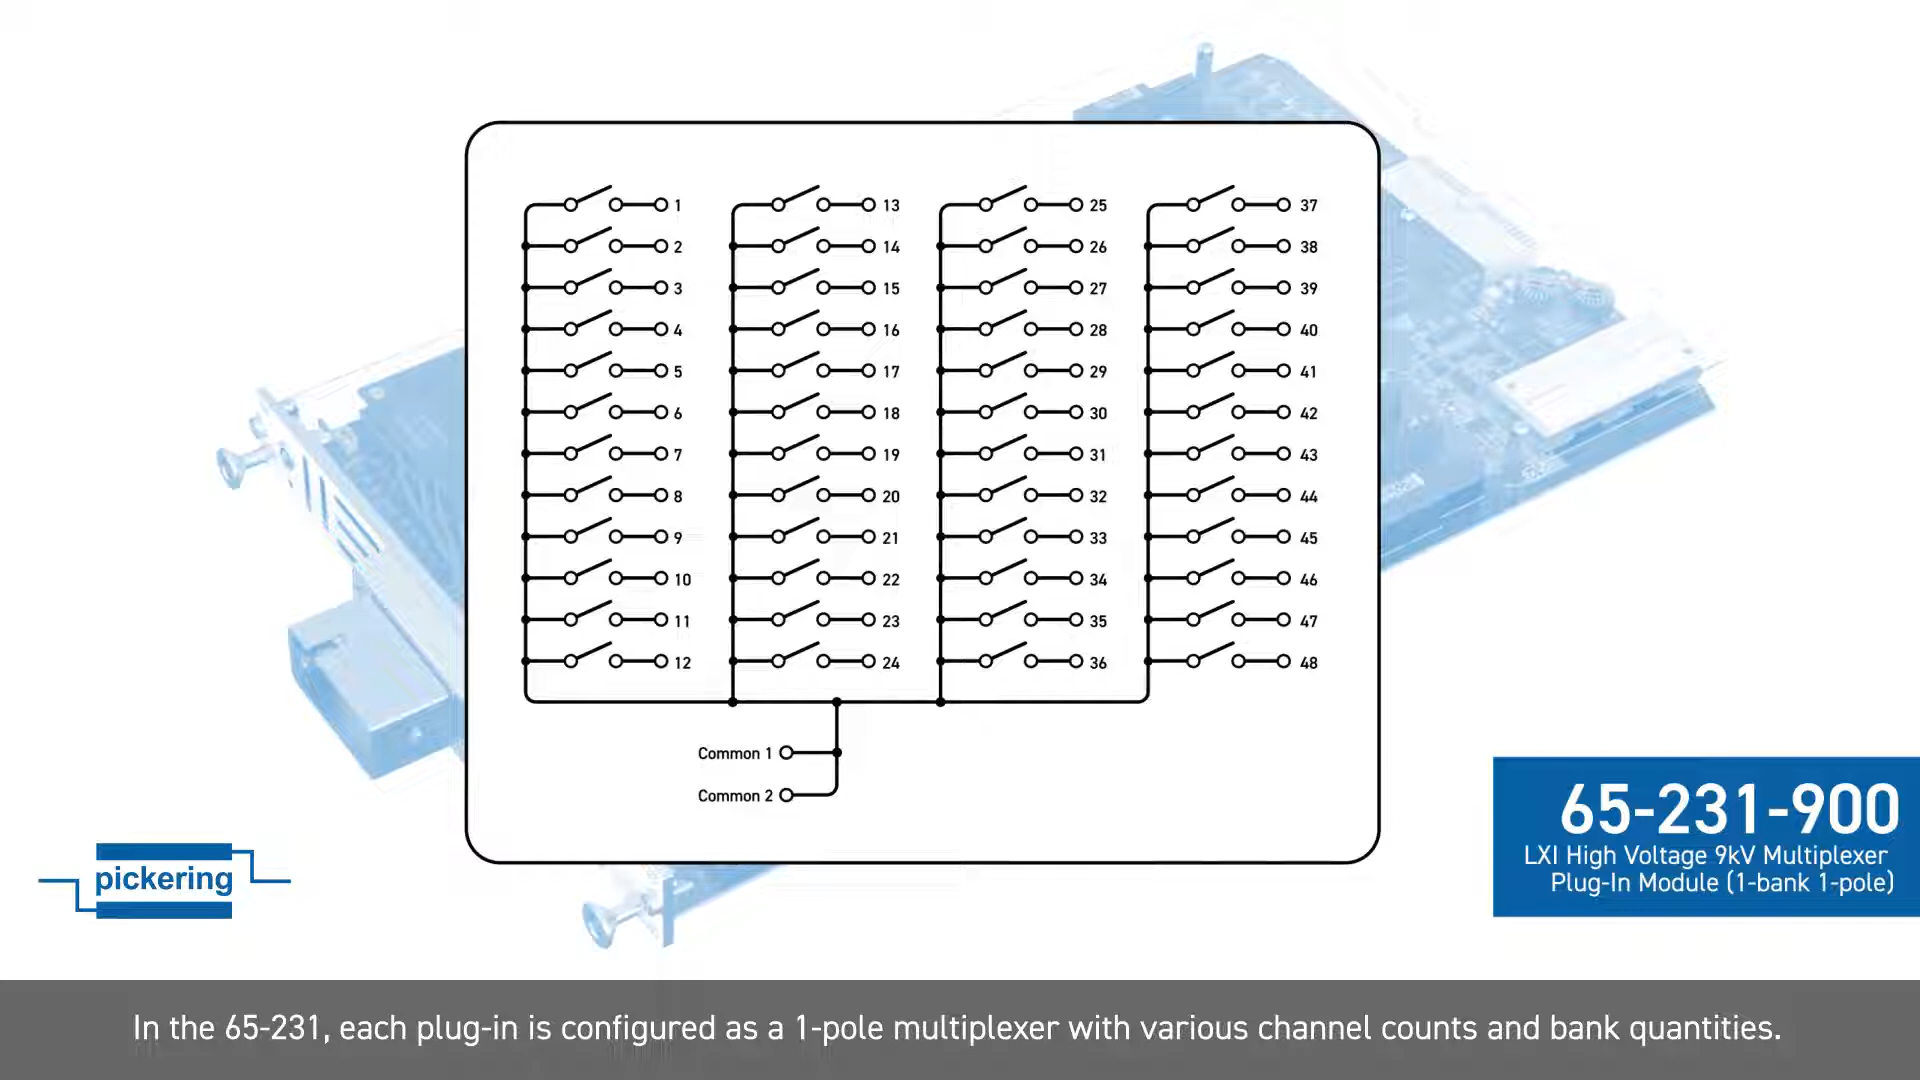 1 13 25 37
2 14 26 38
3 15 27 39
4 16 28 40
5 17 29 41
6 18 30 42
7 19 31 43
8 20 32 44
9 21 33 45
10 22 34 46
11 23 35 47
12 24 36 48
Common 1
Common 2
pickering
65-231-900
LXI High Voltage 9kV Multiplexer
Plug-In Module (1-bank 1-pole)
In the 65-231, each plug-in is configured as a 1-pole multiplexer with various channel counts and bank quantities.